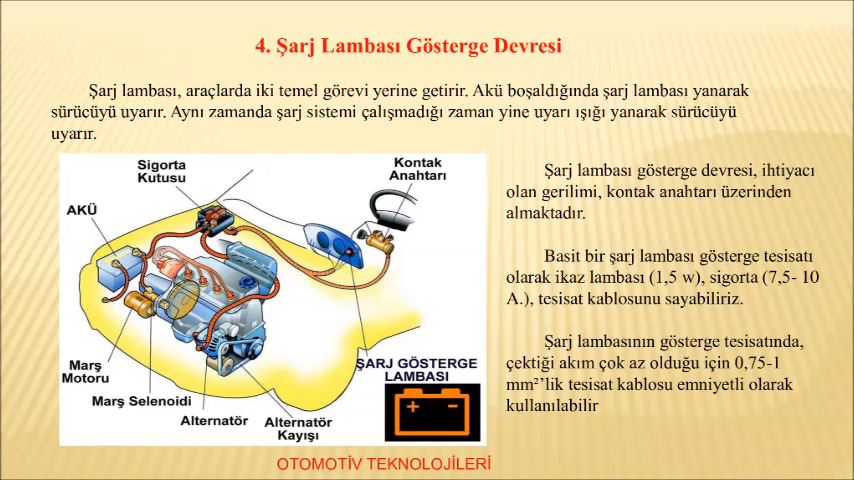 4. Şarj Lambası Gösterge Devresi
Şarj lambası, araçlarda iki temel görevi yerine getirir. Akü boşaldığında şarj lambası yanarak
sürücüyü uyarır. Aynı zamanda şarj sistemi çalışmadığı zaman yine uyarı ışığı yanarak sürücüyü
uyarır.
Sigorta
Kutusu
Kontak
Anahtarı
AKÜ
Marş
Motoru
Marş Selenoidi
Alternatör
Alternatör
Kayışı
ŞARJ GÖSTERGE
LAMBASI
+ -
Şarj lambası gösterge devresi, ihtiyacı
olan gerilimi, kontak anahtarı üzerinden
almaktadır.
Basit bir şarj lambası gösterge tesisatı
olarak ikaz lambası (1,5 w), sigorta (7,5- 10
A.), tesisat kablosunu sayabiliriz.
Şarj lambasının gösterge tesisatında,
çektiği akım çok az olduğu için 0,75-1
mm²’lik tesisat kablosu emniyetli olarak
kullanılabilir
OTOMOTİV TEKNOLOJİLERİ